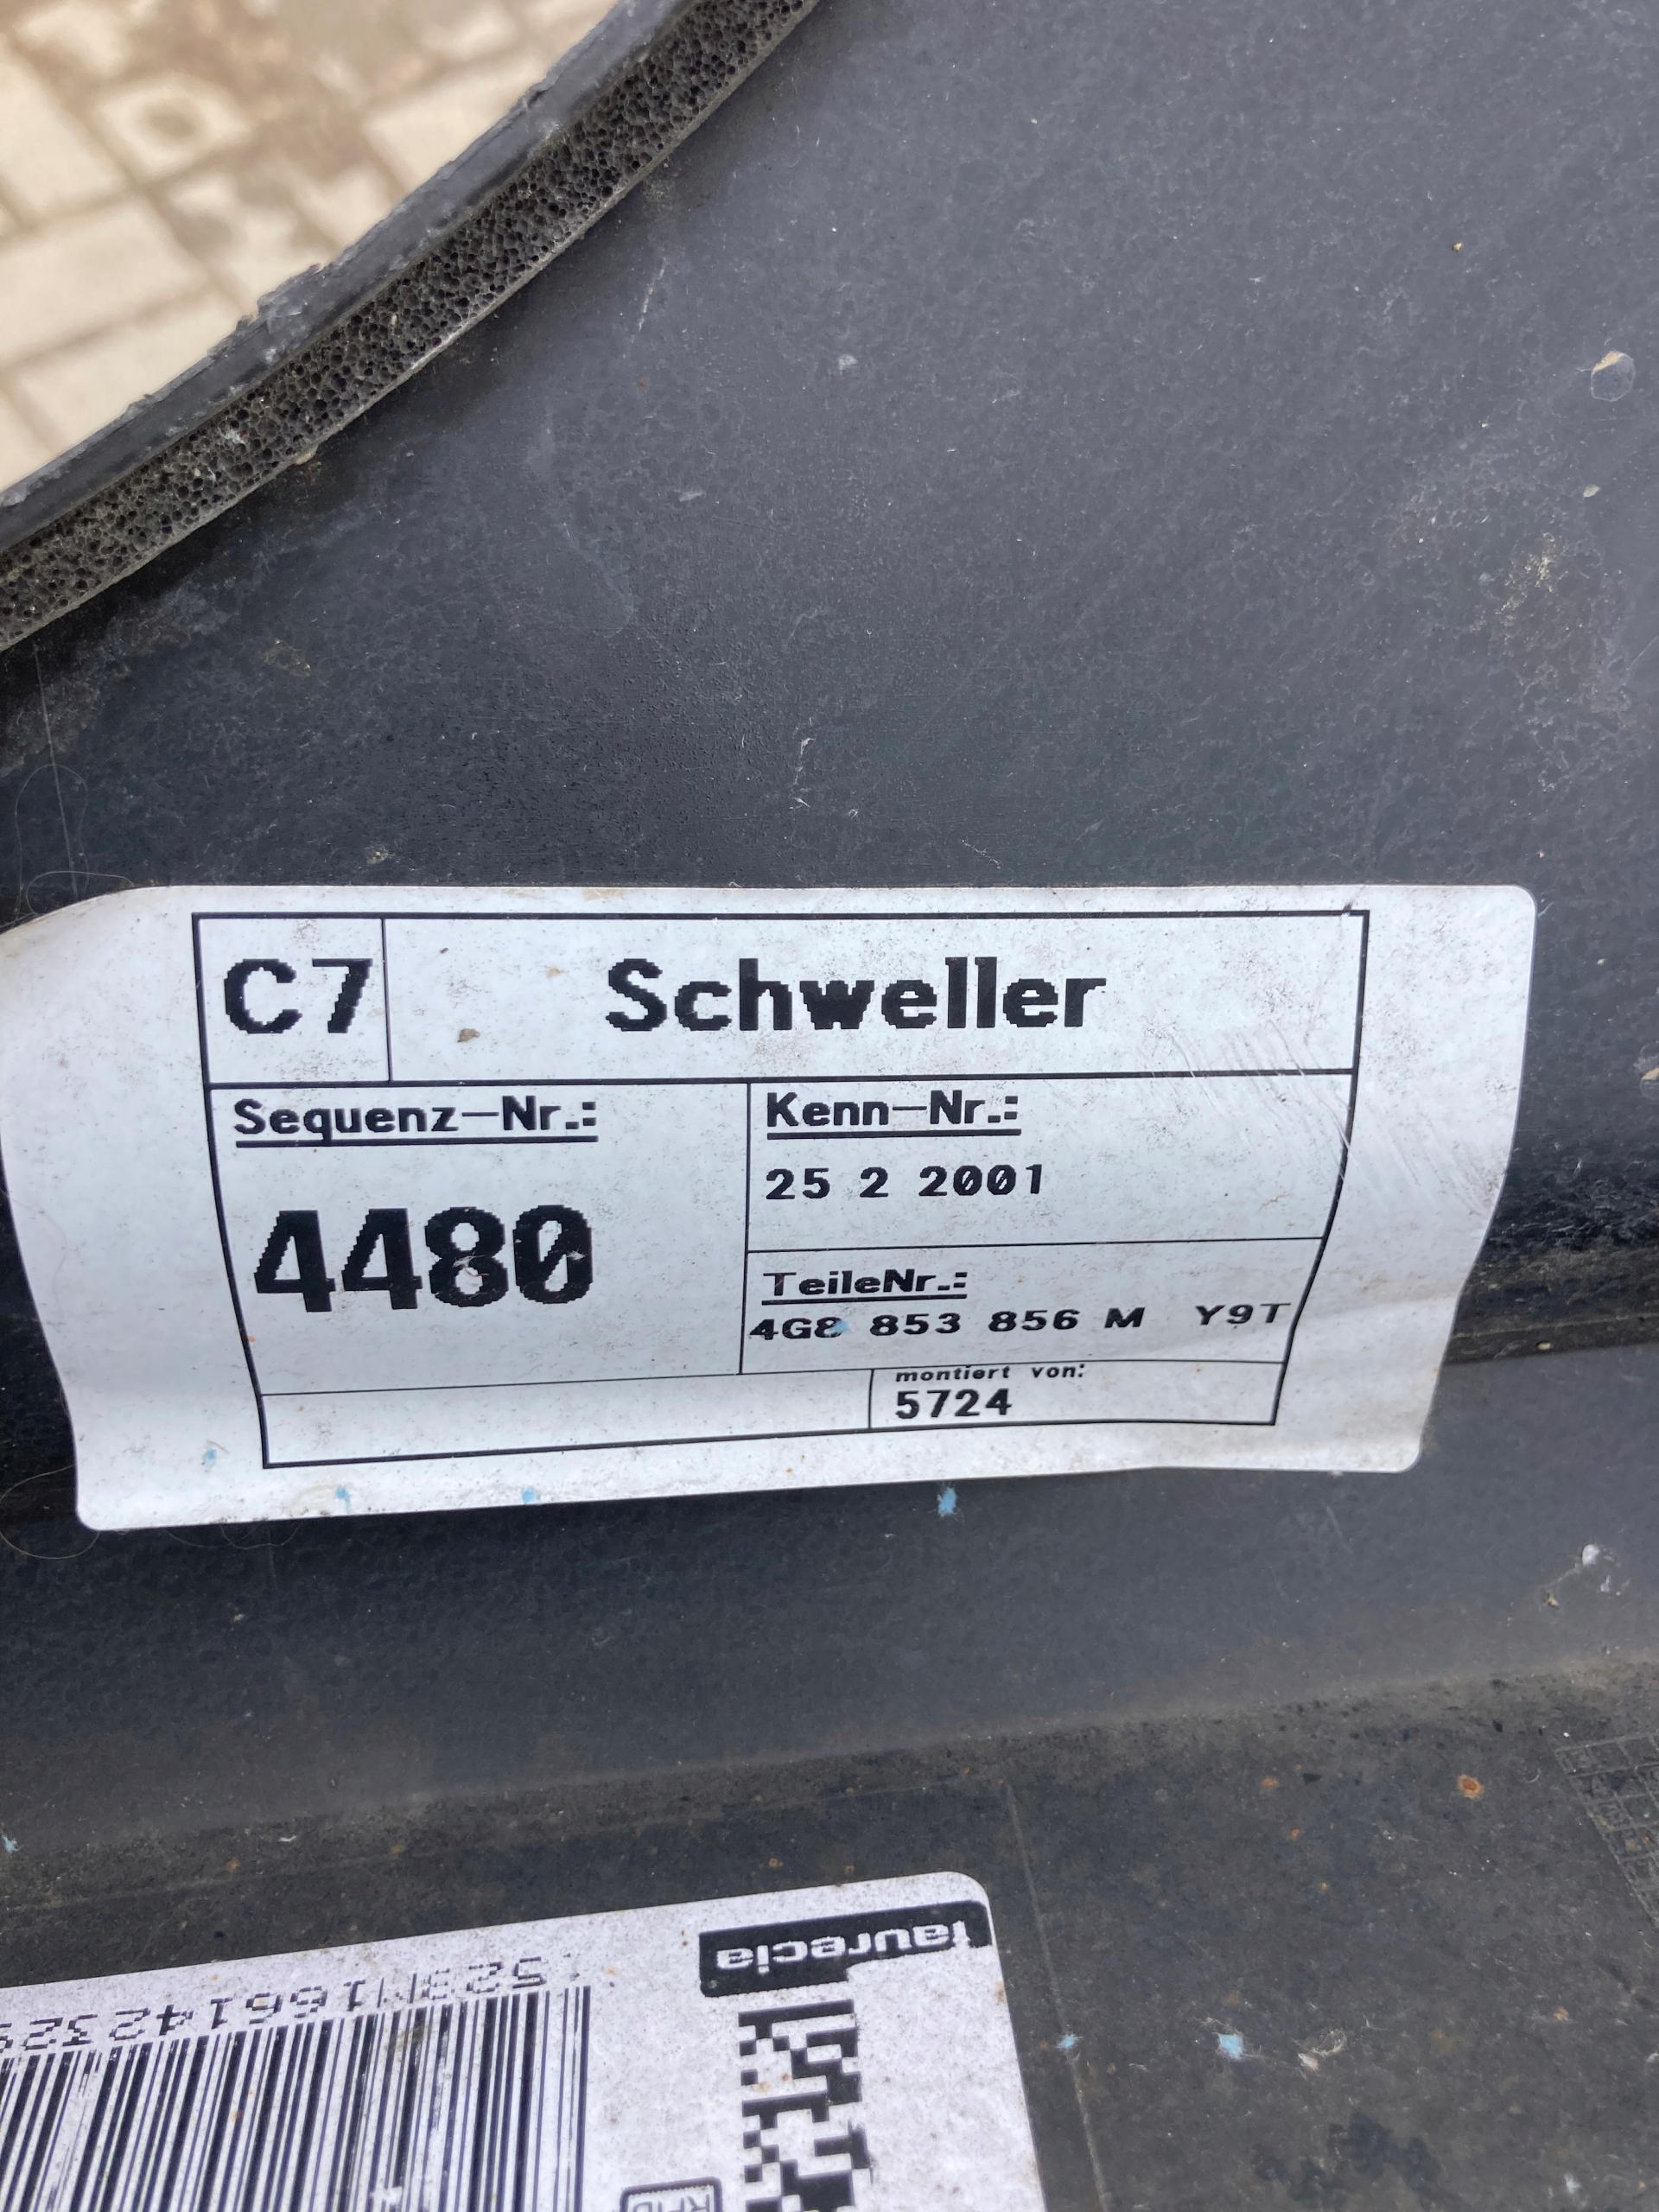 C7 Schweller
Sequenz-Nr.:
4480
Kenn-Nr.:
25 2 2001
TeileNr.:
4G8 853 856 M Y9T
montiert von:
5724
faurecia